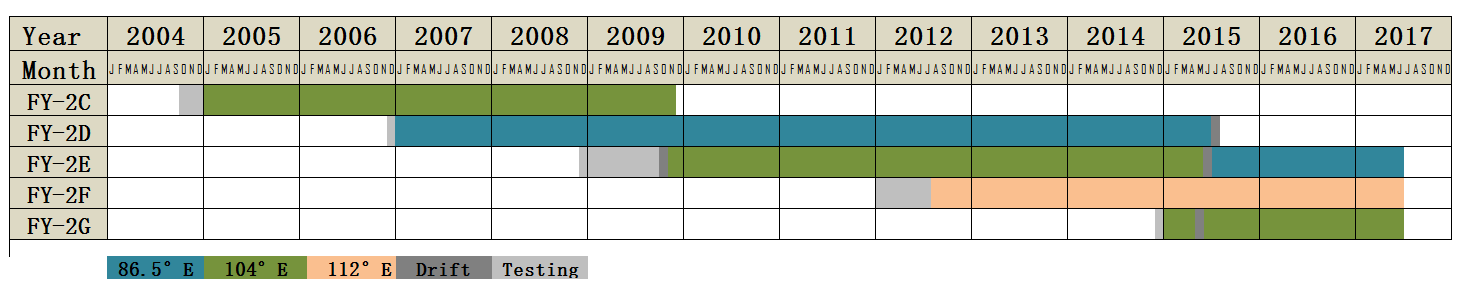 Year 2004 2005 2006 2007 2008 2009 2010 2011 2012 2013 2014 2015 2016 2017
Month JFMAMJJASOND JFMAMJJASOND JFMAMJJASOND JFMAMJJASOND JFMAMJJASOND JFMAMJJASOND JFMAMJJASOND JFMAMJJASOND JFMAMJJASOND JFMAMJJASOND JFMAMJJASOND JFMAMJJASOND JFMAMJJASOND JFMAMJJASOND
FY-2C
FY-2D
FY-2E
FY-2F
FY-2G
86.5° E 104° E 112° E Drift Testing